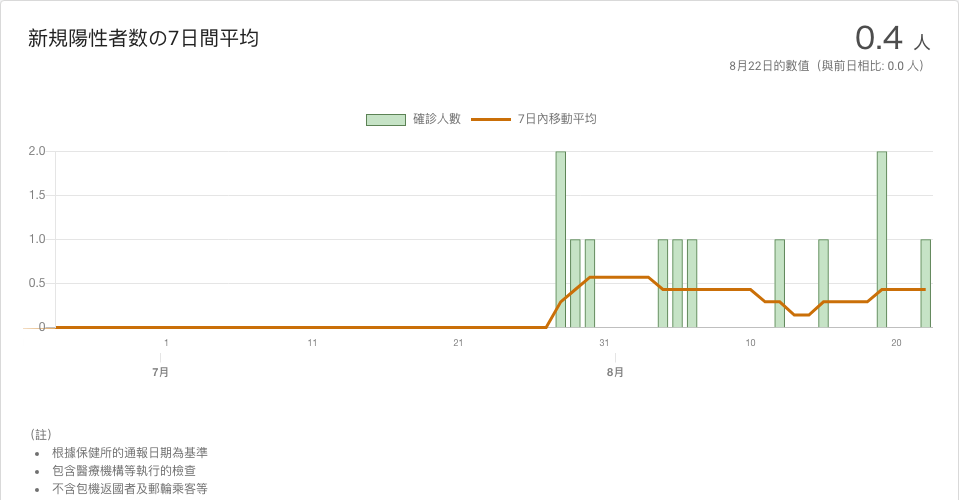 新規陽性者数の7日間平均
0.4 人
8月22日的數值（與前日相比: 0.0 人）
確診人數 7日內移動平均
2.0
1.5
1.0
0.5
0
1 11 21 31 10 20
7月 8月
（註）
• 根據保健所的通報日期為基準
• 包含醫療機構等執行的檢查
• 不含包機返國者及郵輪乘客等